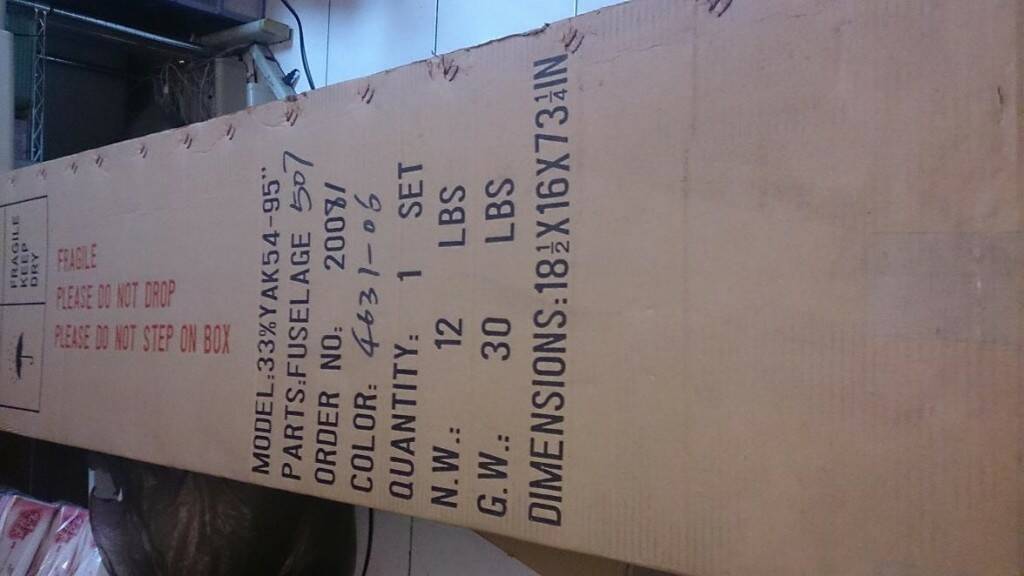 FRAGILE
KEEP
DRY
FRAGILE
PLEASE DO NOT DROP
PLEASE DO NOT STEP ON BOX
MODEL:33%YAK54-95"
PARTS:FUSELAGE 507
ORDER NO: 20081
COLOR: 4631-06
QUANTITY: 1 SET
N.W.: 12 LBS
G.W.: 30 LBS
DIMENSIONS:18½X16X73¼IN